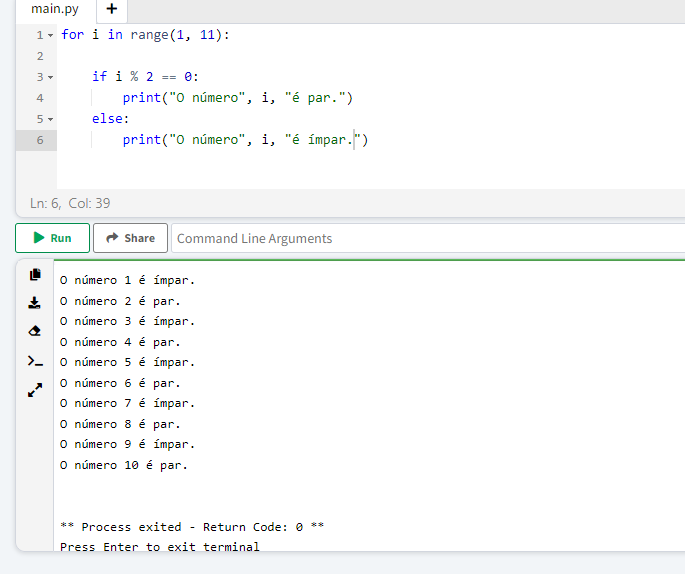 main.py +
1 for i in range(1, 11):
2
3     if i % 2 == 0:
4         print("O número", i, "é par.")
5     else:
6         print("O número", i, "é ímpar.")
Ln: 6, Col: 39
Run Share Command Line Arguments
O número 1 é ímpar.
O número 2 é par.
O número 3 é ímpar.
O número 4 é par.
O número 5 é ímpar.
O número 6 é par.
O número 7 é ímpar.
O número 8 é par.
O número 9 é ímpar.
O número 10 é par.
** Process exited - Return Code: 0 **
Press Enter to exit terminal